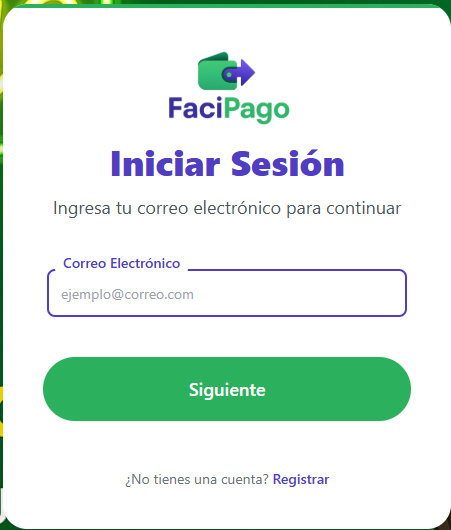 FaciPago
Iniciar Sesión
Ingresa tu correo electrónico para continuar
Correo Electrónico
ejemplo@correo.com
Siguiente
¿No tienes una cuenta? Registrar